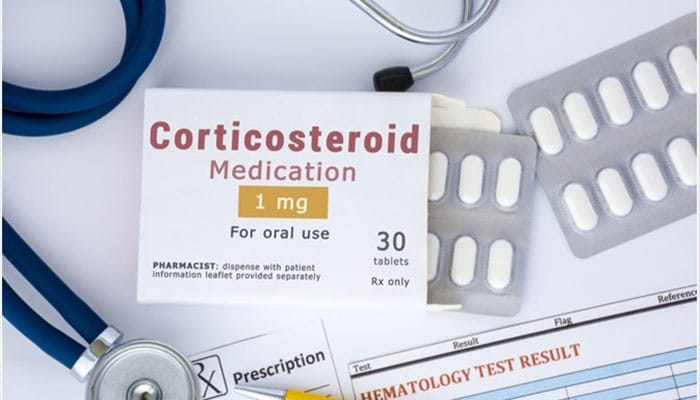 Corticosteroid
Medication
1 mg
For oral use
30
tablets
PHARMACIST: dispense with patient
information leaflet provided separately
Rx only
Rx
Prescription
Test
Result
Flag
Reference
HEMATOLOGY TEST RESULT